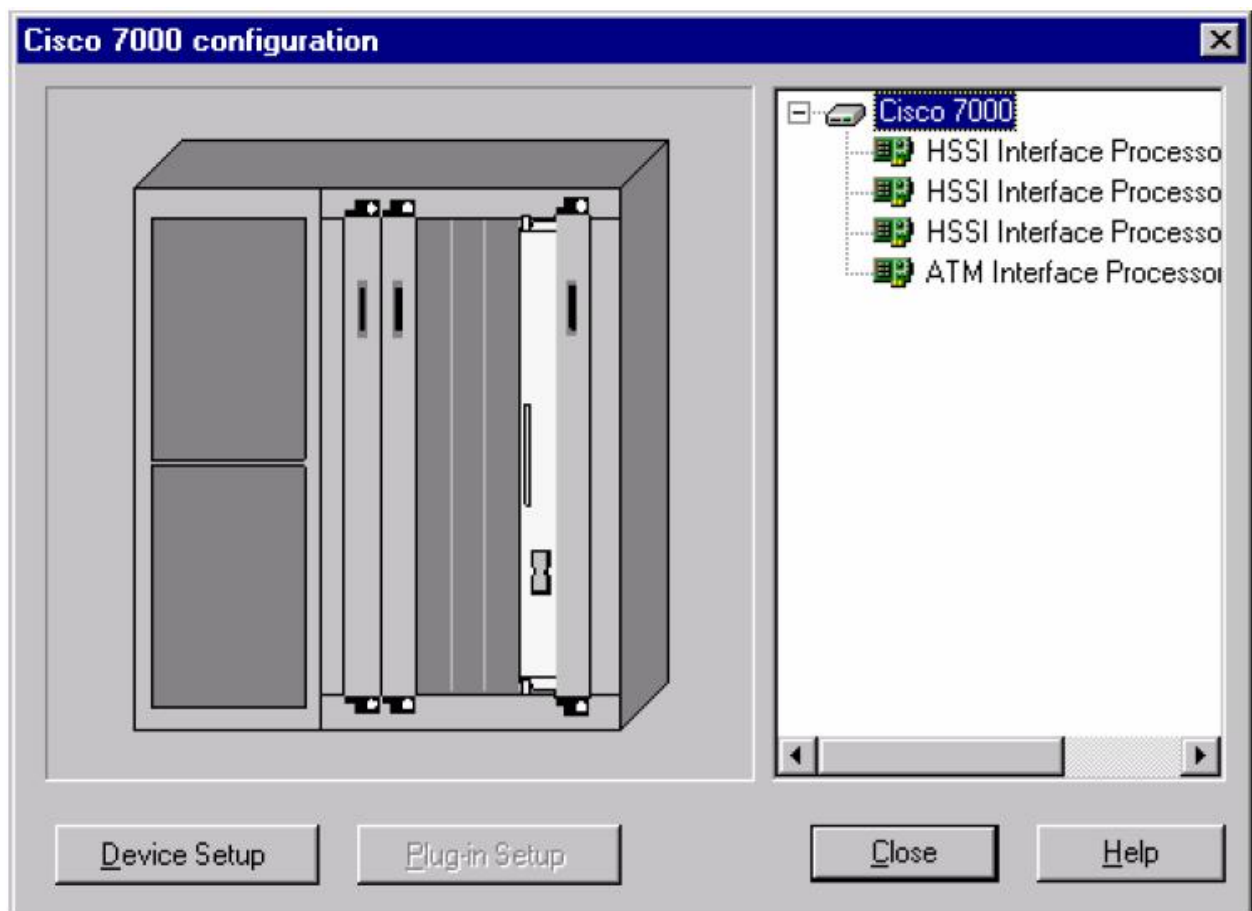 Cisco 7000 configuration
Cisco 7000
HSSI Interface Processo
HSSI Interface Processo
HSSI Interface Processo
ATM Interface Processor
Device Setup
Plug-in Setup
Close
Help